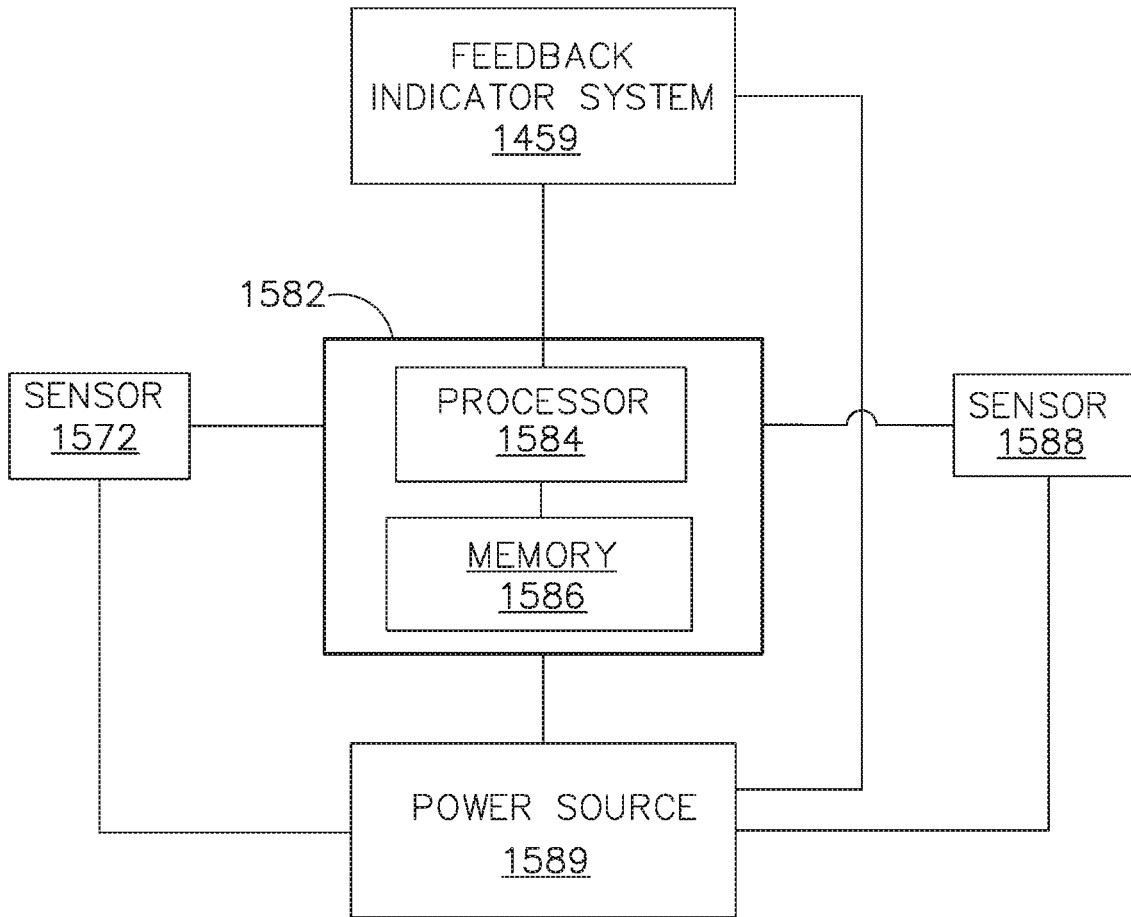 FEEDBACK
INDICATOR SYSTEM
1459
1582
SENSOR
1572
PROCESSOR
1584
SENSOR
1588
MEMORY
1586
POWER SOURCE
1589